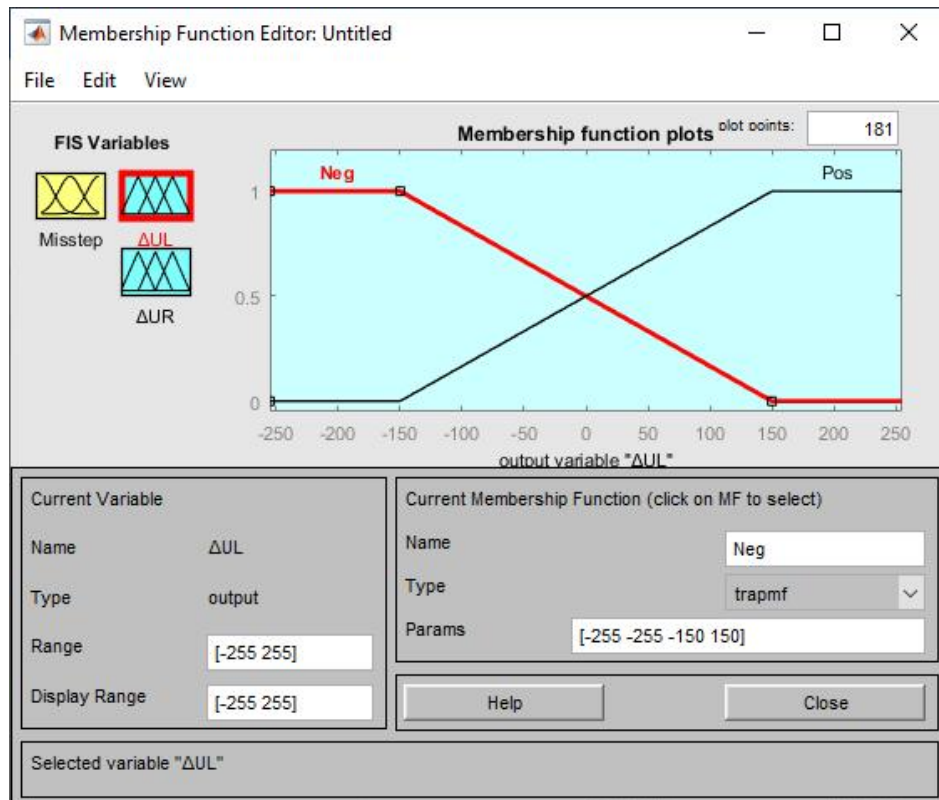 Membership Function Editor: Untitled
File Edit View
FIS Variables
Misstep
ΔUL
ΔUR
Membership function plots
plot points:
181
Neg
Pos
1
0.5
0
-250 -200 -150 -100 -50 0 50 100 150 200 250
output variable "ΔUL"
Current Variable
Name ΔUL
Type output
Range [-255 255]
Display Range [-255 255]
Current Membership Function (click on MF to select)
Name Neg
Type trapmf
Params [-255 -255 -150 150]
Help Close
Selected variable "ΔUL"